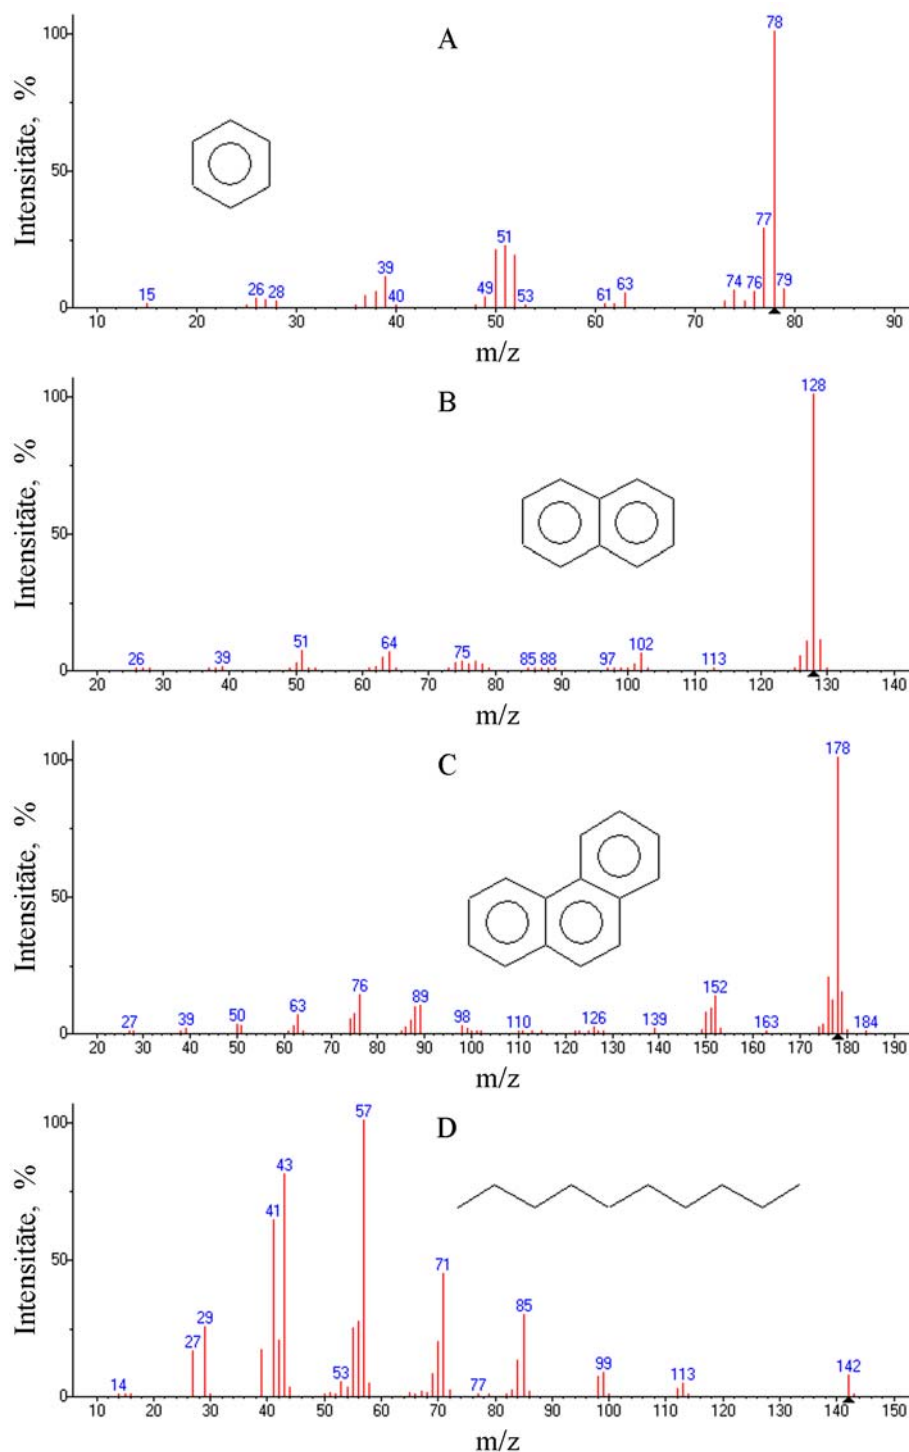 A
Intensitāte, %
100
50
0
15 26 28 39 40 49 51 53 61 63 74 76 77 78 79
10 20 30 40 50 60 70 80 90
m/z
B
Intensitāte, %
100
50
0
26 39 51 64 75 85 88 97 102 113 128
20 30 40 50 60 70 80 90 100 110 120 130 140
m/z
C
Intensitāte, %
100
50
0
27 39 50 63 76 89 98 110 126 139 152 163 178 184
20 30 40 50 60 70 80 90 100 110 120 130 140 150 160 170 180 190
m/z
D
Intensitāte, %
100
50
0
14 27 29 41 43 53 57 71 77 85 99 113 142
10 20 30 40 50 60 70 80 90 100 110 120 130 140 150
m/z